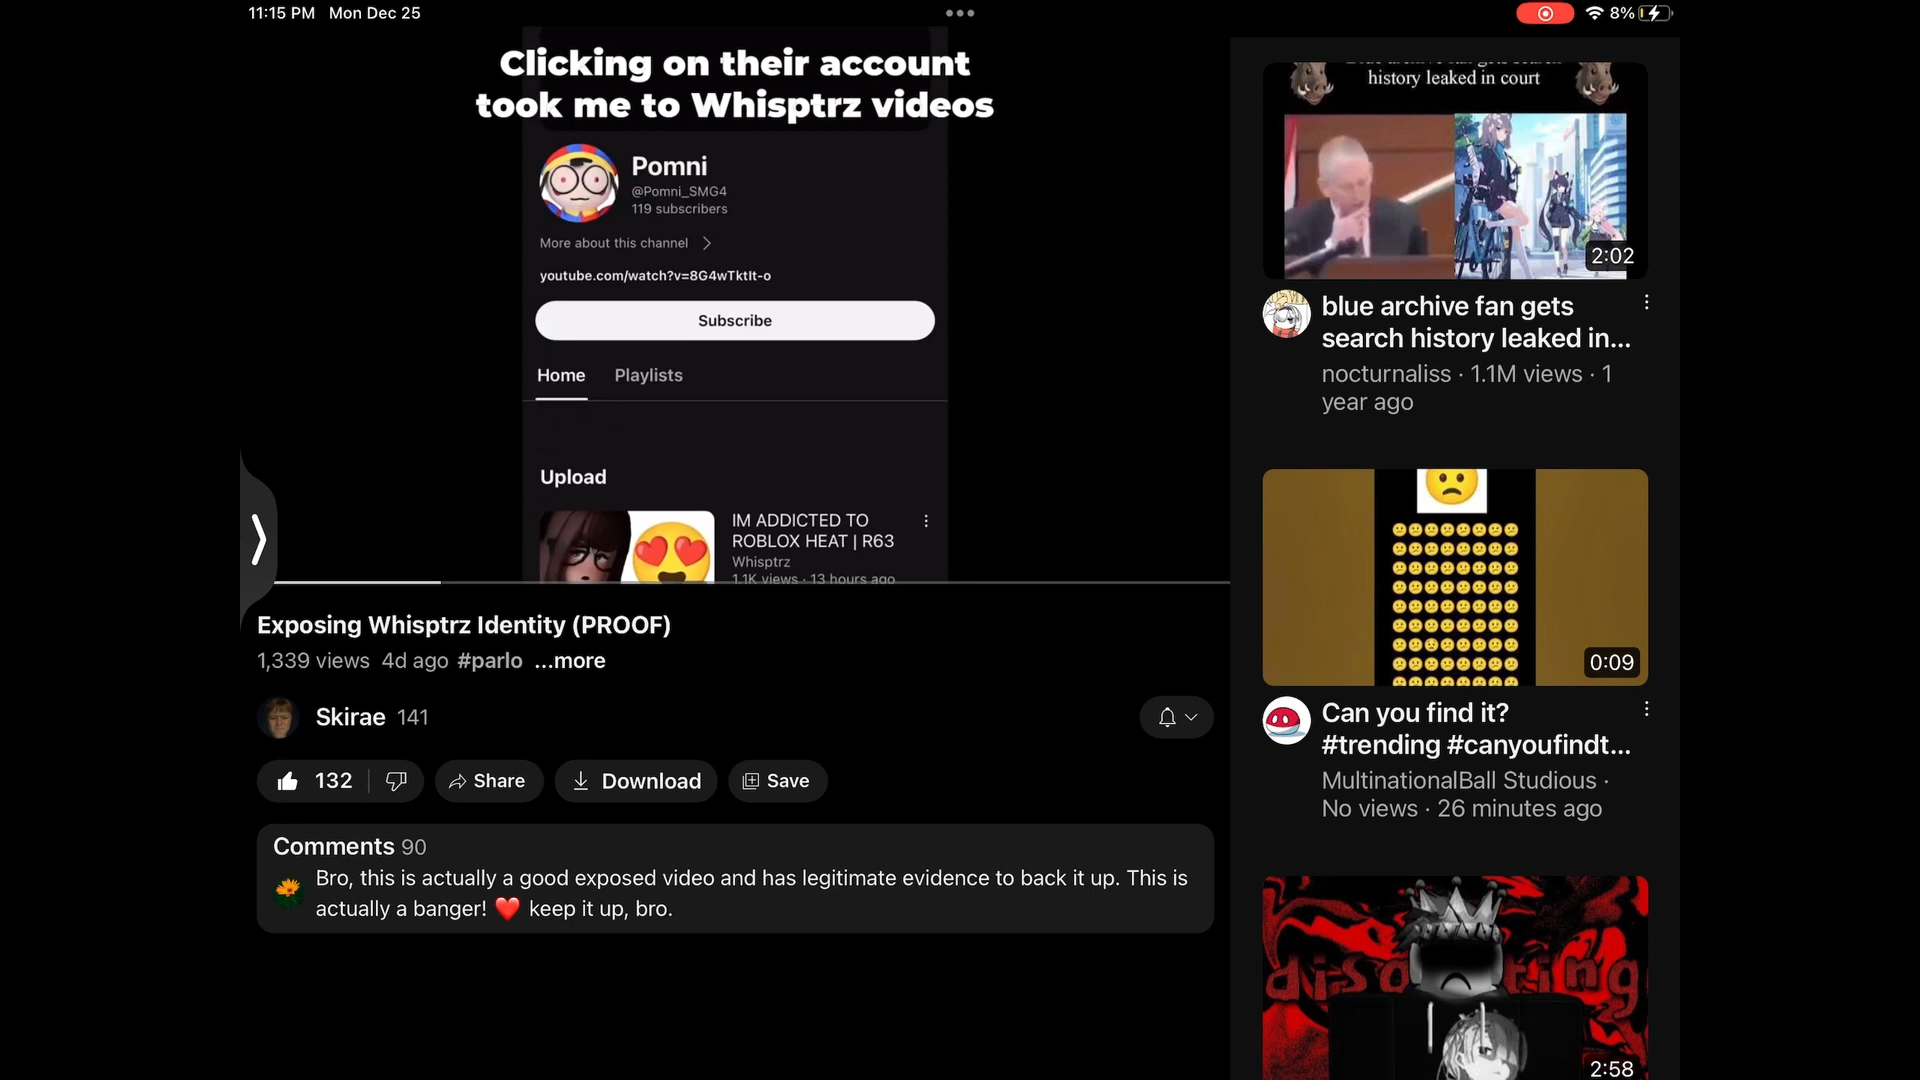 11:15 PM Mon Dec 25
8%
Clicking on their account
took me to Whisptrz videos
Pomni
@Pomni_SMG4
119 subscribers
More about this channel
youtube.com/watch?v=8G4wTktIt-o
Subscribe
Home Playlists
Upload
IM ADDICTED TO
ROBLOX HEAT | R63
Whisptrz
1.1K views · 13 hours ago
Exposing Whisptrz Identity (PROOF)
1,339 views 4d ago #parlo ...more
Skirae 141
132 Share Download Save
Comments 90
Bro, this is actually a good exposed video and has legitimate evidence to back it up. This is
actually a banger! ❤️ keep it up, bro.
history leaked in court
2:02
blue archive fan gets
search history leaked in...
nocturnaliss · 1.1M views · 1
year ago
0:09
Can you find it?
#trending #canyoufindt...
MultinationalBall Studious ·
No views · 26 minutes ago
2:58